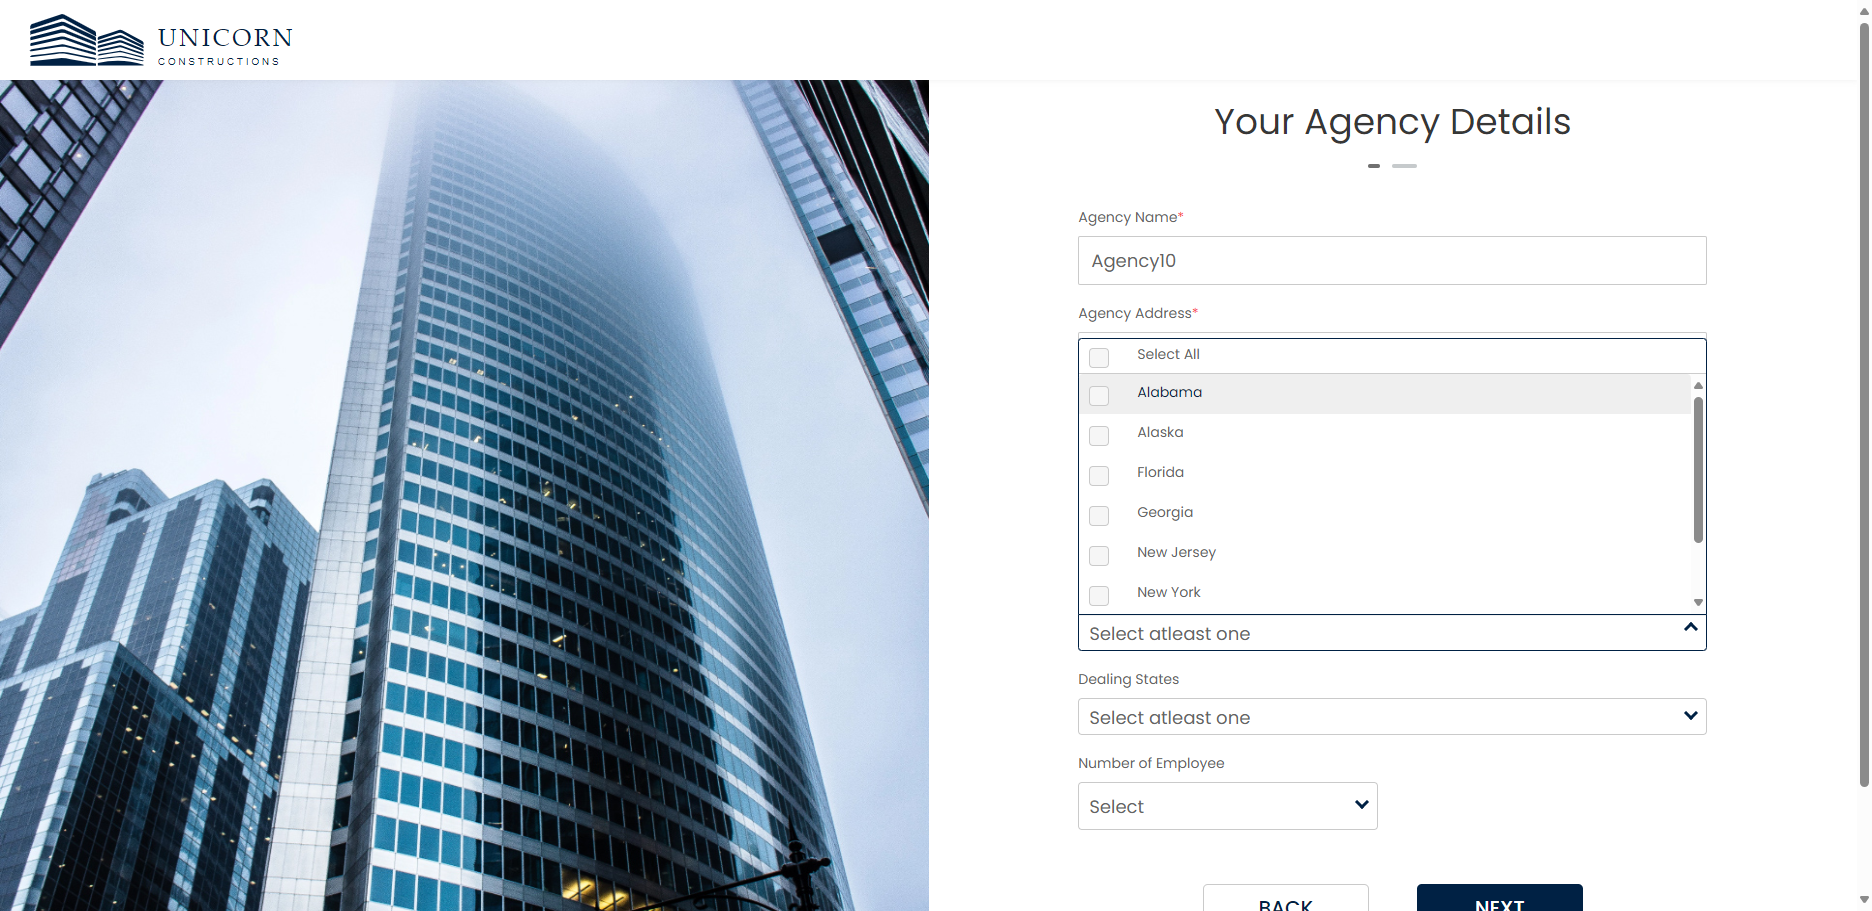 UNICORN
CONSTRUCTIONS
Your Agency Details
Agency Name*
Agency10
Agency Address*
Select All
Alabama
Alaska
Florida
Georgia
New Jersey
New York
Select atleast one
Dealing States
Select atleast one
Number of Employee
Select
BACK
NEXT